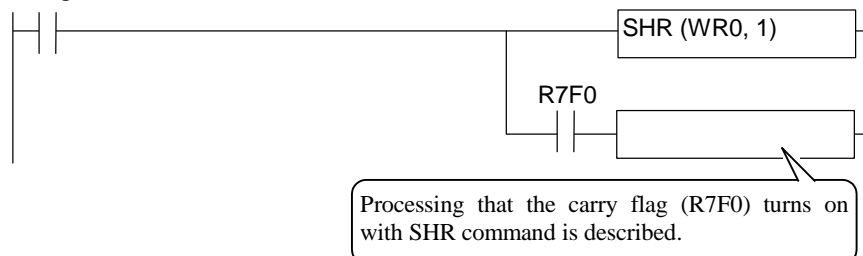 SHR (WR0, 1)
R7F0
Processing that the carry flag (R7F0) turns on
with SHR command is described.